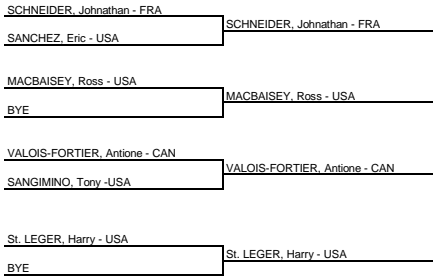 SCHNEIDER, Johnathan - FRA
SCHNEIDER, Johnathan - FRA
SANCHEZ, Eric - USA
MACBAISEY, Ross - USA
MACBAISEY, Ross - USA
BYE
VALOIS-FORTIER, Antione - CAN
VALOIS-FORTIER, Antione - CAN
SANGIMINO, Tony -USA
St. LEGER, Harry - USA
St. LEGER, Harry - USA
BYE